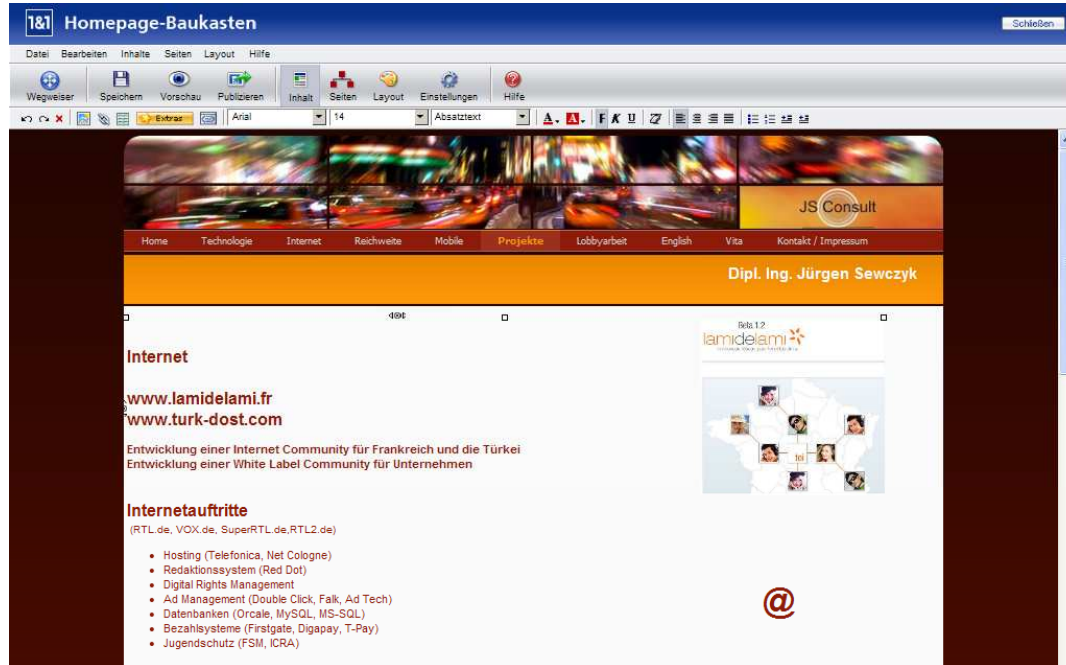 1&1 Homepage-Baukasten
Schließen
Datei Bearbeiten Inhalte Seiten Layout Hilfe
Wegweiser Speichern Vorschau Publizieren Inhalt Seiten Layout Einstellungen Hilfe
Extras Arial 14 Absatztext A A F K U
JS Consult
Home Technologie Internet Reichweite Mobile Projekte Lobbyarbeit English Vita Kontakt / Impressum
Dipl. Ing. Jürgen Sewczyk
Beta 1.2
lamidelami
Internet
www.lamidelami.fr
www.turk-dost.com
Entwicklung einer Internet Community für Frankreich und die Türkei
Entwicklung einer White Label Community für Unternehmen
toi
Internetauftritte
(RTL.de, VOX.de, SuperRTL.de,RTL2.de)
• Hosting (Telefonica, Net Cologne)
• Redaktionssystem (Red Dot)
• Digital Rights Management
• Ad Management (Double Click, Falk, Ad Tech)
• Datenbanken (Orcale, MySQL, MS-SQL)
• Bezahlsysteme (Firstgate, Digapay, T-Pay)
• Jugendschutz (FSM, ICRA)
@